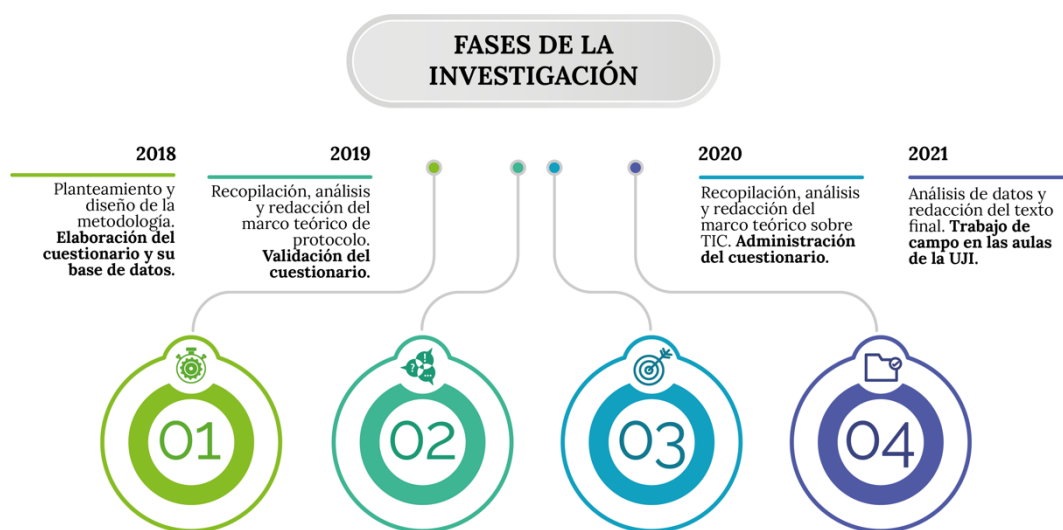 FASES DE LA
INVESTIGACIÓN
2018
Planteamiento y
diseño de la
metodología.
Elaboración del
cuestionario y su
base de datos.
2019
Recopilación, análisis
y redacción del
marco teórico de
protocolo.
Validación del
cuestionario.
2020
Recopilación, análisis
y redacción del
marco teórico sobre
TIC. Administración
del cuestionario.
2021
Análisis de datos y
redacción del texto
final. Trabajo de
campo en las aulas
de la UJI.
01
02
03
04